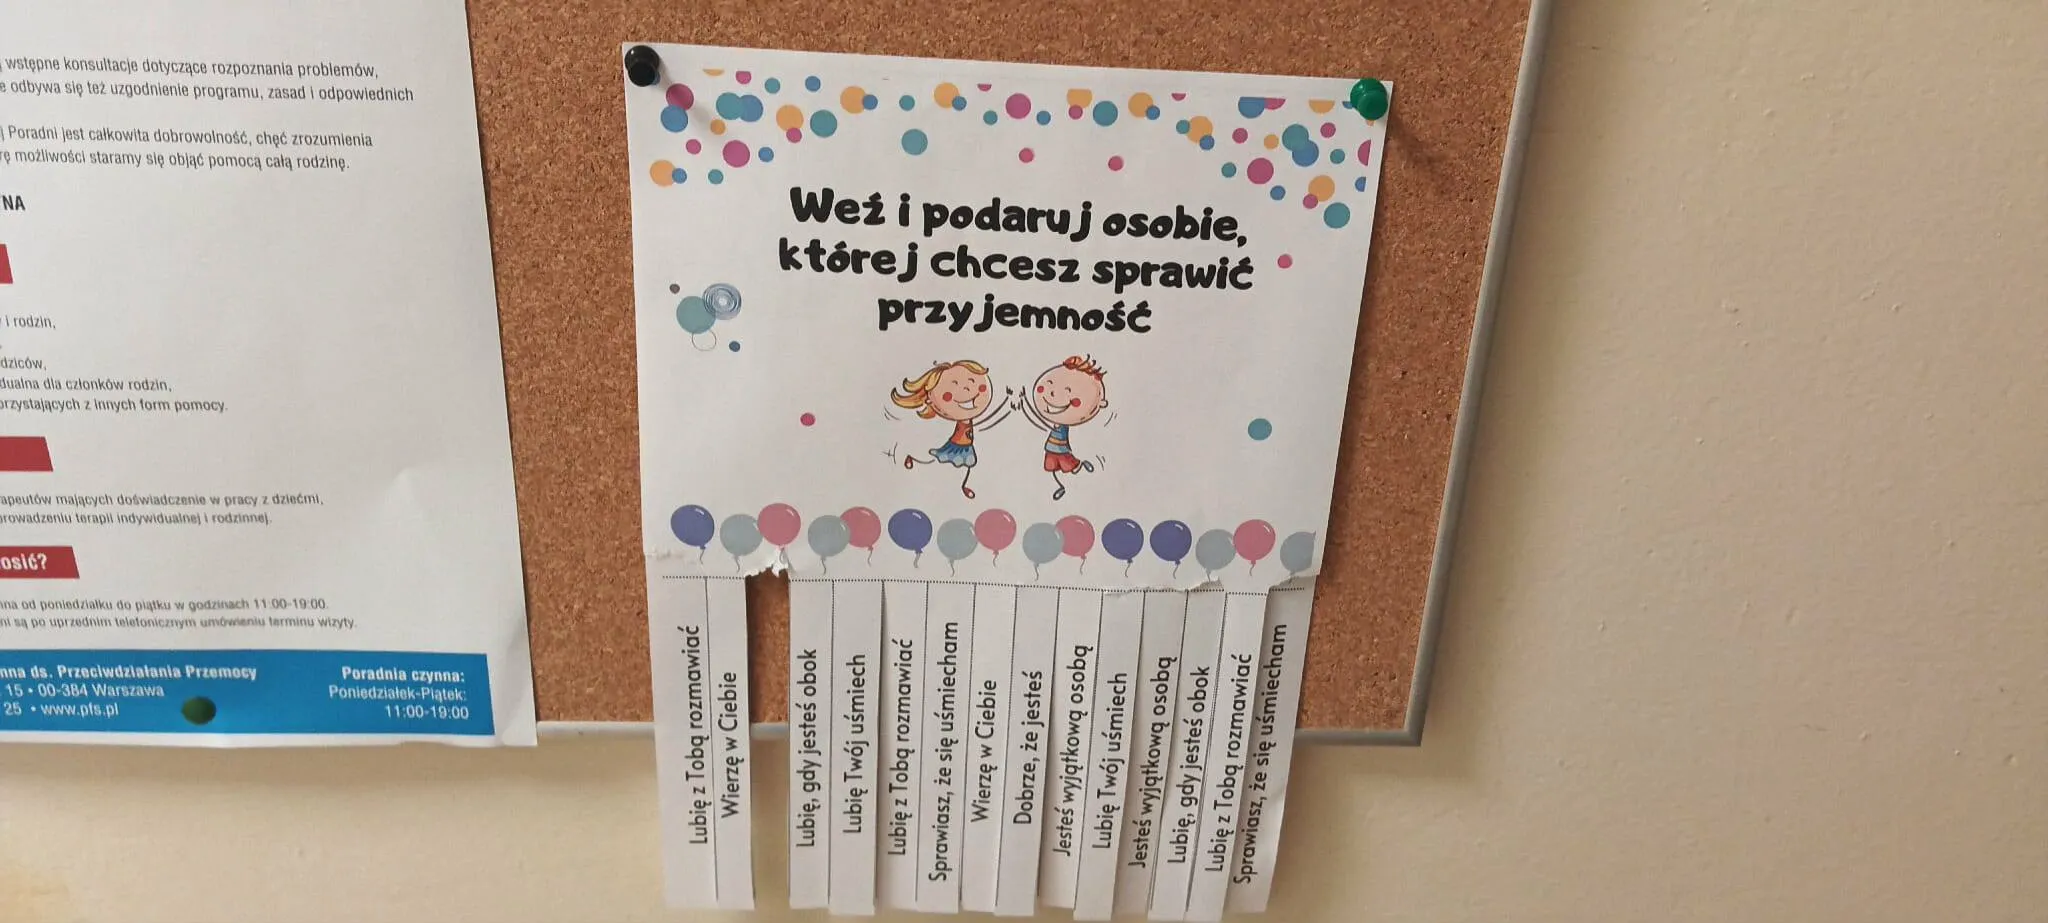 wstępne konsultacje dotyczące rozpoznania problemów,
e odbywa się też uzgodnienie programu, zasad i odpowiednich
j Poradni jest całkowita dobrowolność, chęć zrozumienia
rę możliwości staramy się objąć pomocą całą rodzinę.
NA
i rodzin,
dziców,
dualna dla członków rodzin,
orzystających z innych form pomocy.
apeutów mających doświadczenie w pracy z dziećmi,
prowadzeniu terapii indywidualnej i rodzinnej.
osić?
nna od poniedziałku do piątku w godzinach 11:00-19:00.
ni są po uprzednim telefonicznym umówieniu terminu wizyty.
nna ds. Przeciwdziałania Przemocy
15 • 00-384 Warszawa
25 • www.pfs.pl
Poradnia czynna:
Poniedziałek-Piątek:
11:00-19:00
Weź i podaruj osobie,
której chcesz sprawić
przyjemność
Lubię z Tobą rozmawiać
Wierzę w Ciebie
Lubię, gdy jesteś obok
Lubię Twój uśmiech
Lubię z Tobą rozmawiać
Sprawiasz, że się uśmiecham
Wierzę w Ciebie
Dobrze, że jesteś
Jesteś wyjątkową osobą
Lubię Twój uśmiech
Jesteś wyjątkową osobą
Lubię, gdy jesteś obok
Lubię z Tobą rozmawiać
Sprawiasz, że się uśmiecham